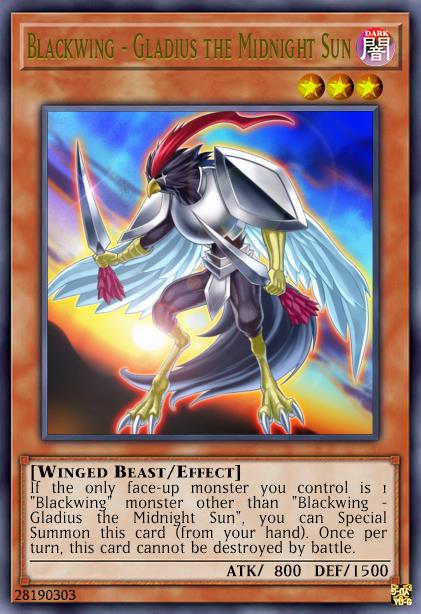 Blackwing - Gladius the Midnight Sun
DARK
闇
[Winged Beast/Effect]
If the only face-up monster you control is 1
"Blackwing" monster other than "Blackwing -
Gladius the Midnight Sun", you can Special
Summon this card (from your hand). Once per
turn, this card cannot be destroyed by battle.
ATK/ 800 DEF/1500
28190303